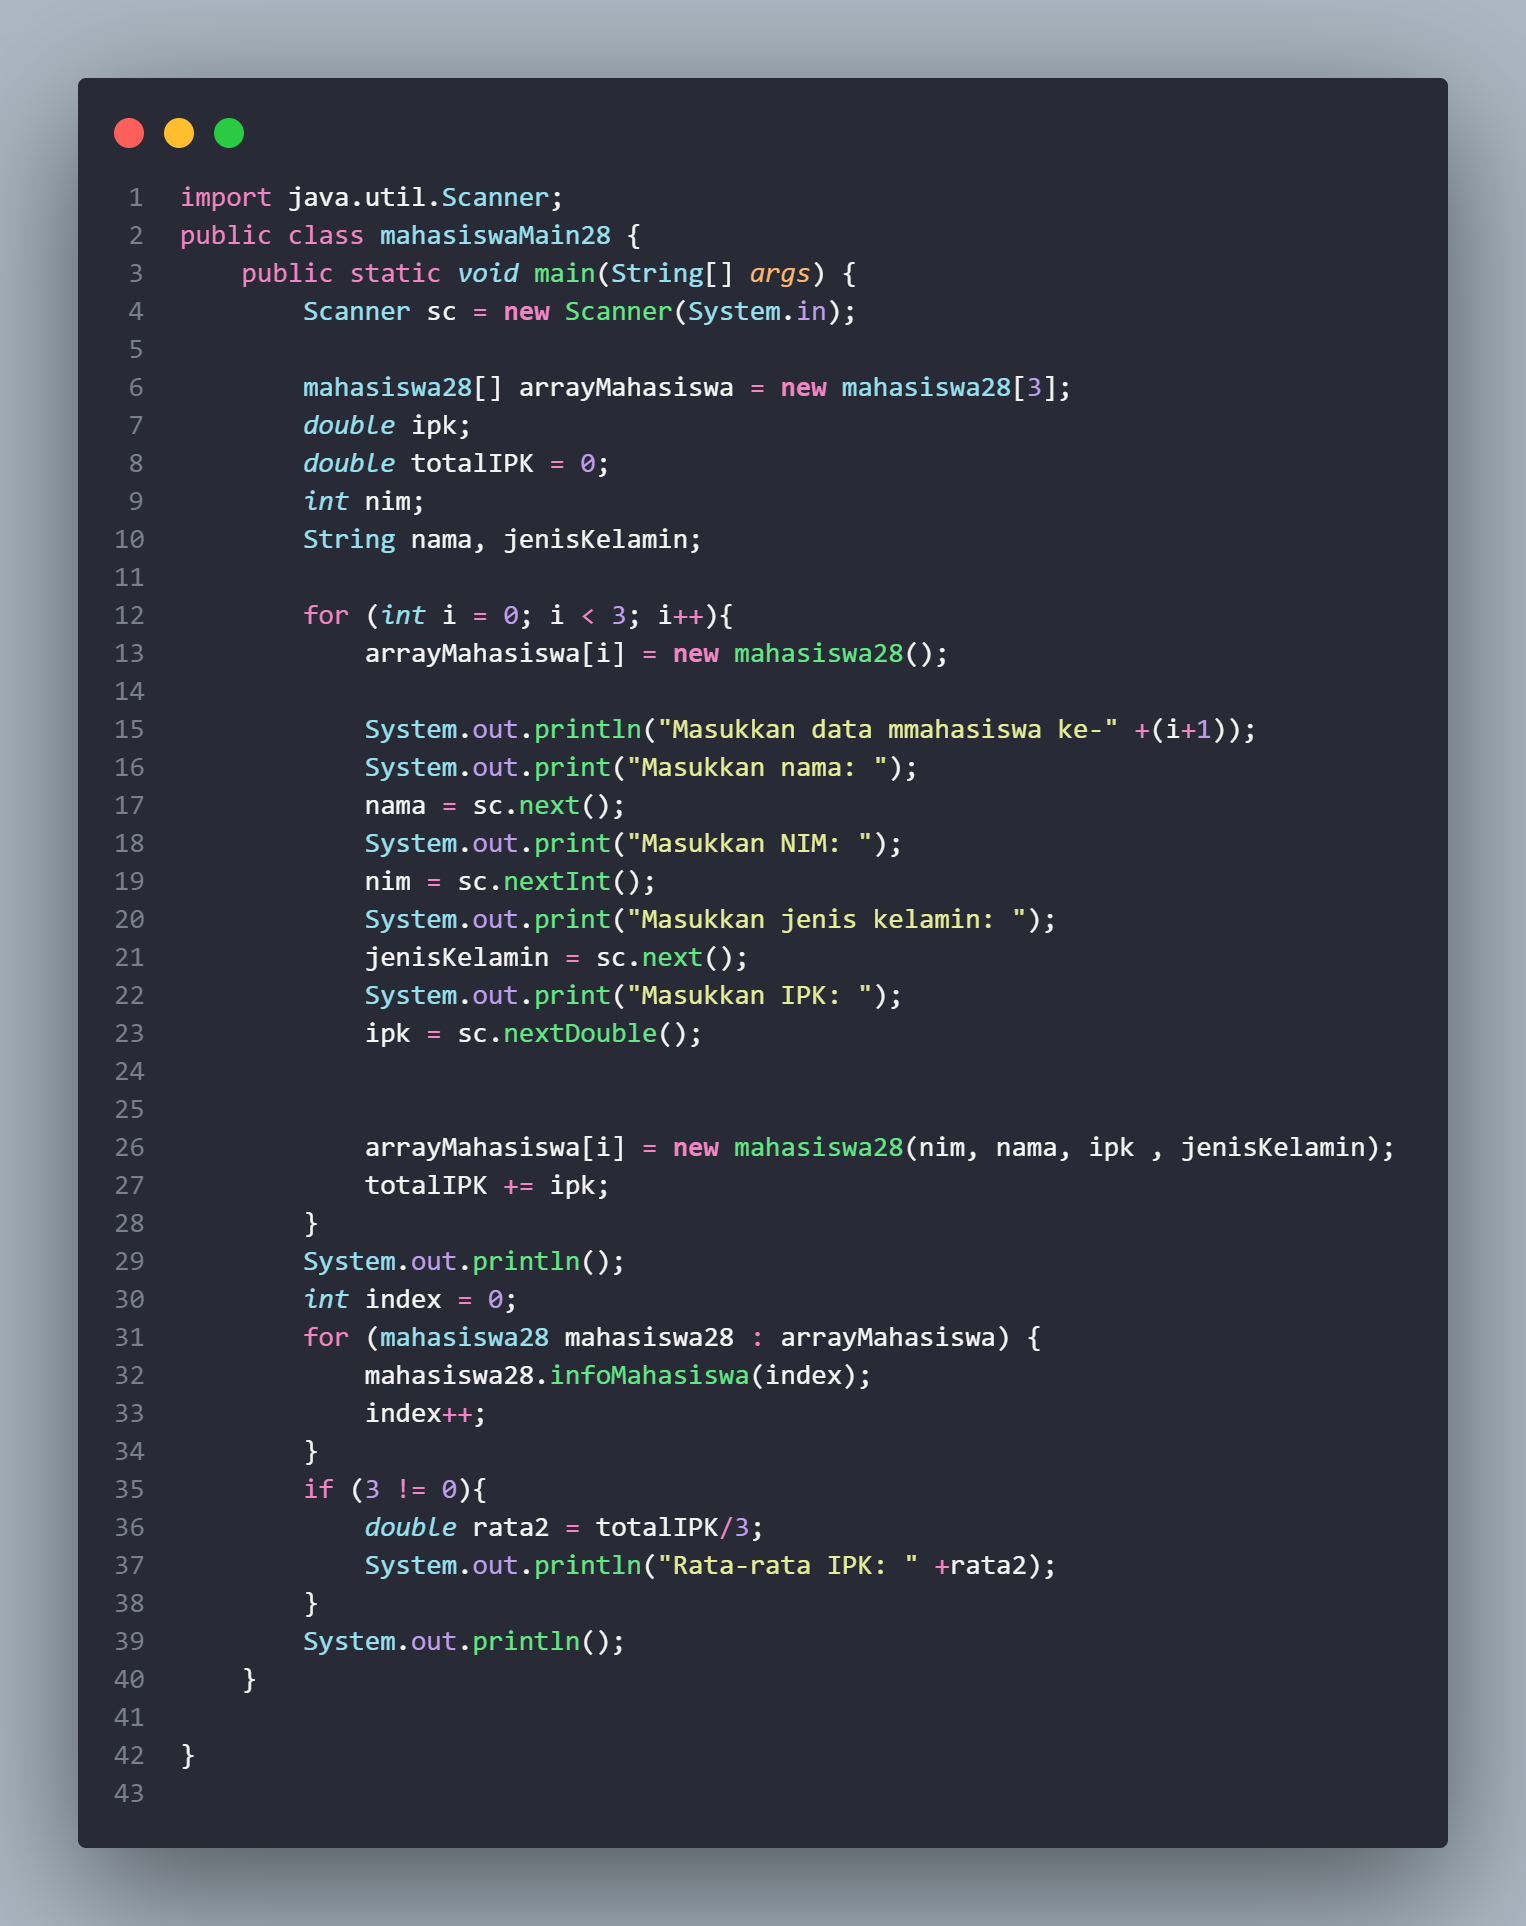 1 import java.util.Scanner;
2 public class mahasiswaMain28 {
3     public static void main(String[] args) {
4         Scanner sc = new Scanner(System.in);
5
6         mahasiswa28[] arrayMahasiswa = new mahasiswa28[3];
7         double ipk;
8         double totalIPK = 0;
9         int nim;
10         String nama, jenisKelamin;
11
12         for (int i = 0; i < 3; i++){
13             arrayMahasiswa[i] = new mahasiswa28();
14
15             System.out.println("Masukkan data mmahasiswa ke-" +(i+1));
16             System.out.print("Masukkan nama: ");
17             nama = sc.next();
18             System.out.print("Masukkan NIM: ");
19             nim = sc.nextInt();
20             System.out.print("Masukkan jenis kelamin: ");
21             jenisKelamin = sc.next();
22             System.out.print("Masukkan IPK: ");
23             ipk = sc.nextDouble();
24
25
26             arrayMahasiswa[i] = new mahasiswa28(nim, nama, ipk , jenisKelamin);
27             totalIPK += ipk;
28         }
29         System.out.println();
30         int index = 0;
31         for (mahasiswa28 mahasiswa28 : arrayMahasiswa) {
32             mahasiswa28.infoMahasiswa(index);
33             index++;
34         }
35         if (3 != 0){
36             double rata2 = totalIPK/3;
37             System.out.println("Rata-rata IPK: " +rata2);
38         }
39         System.out.println();
40     }
41
42 }
43